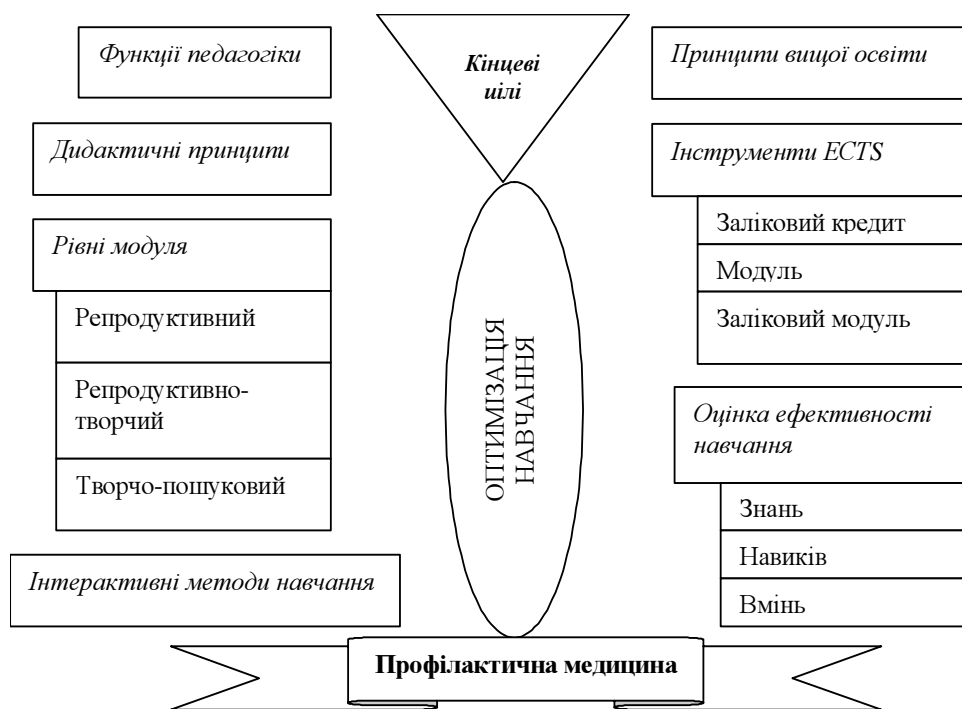 Функції педагогіки
Дидактичні принципи
Рівні модуля
Репродуктивний
Репродуктивно-
творчий
Творчо-пошуковий
Інтерактивні методи навчання
Кінцеві
цілі
ОПТИМІЗАЦІЯ
НАВЧАННЯ
Принципи вищої освіти
Інструменти ECTS
Заліковий кредит
Модуль
Заліковий модуль
Оцінка ефективності
навчання
Знань
Навиків
Вмінь
Профілактична медицина